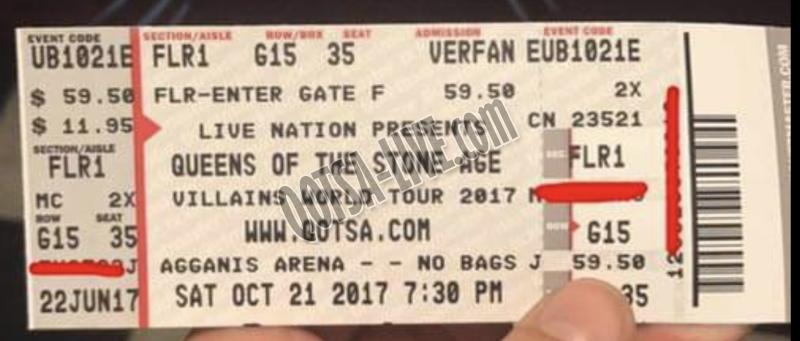 EVENT CODE SECTION/AISLE ROW/BOX SEAT ADMISSION EVENT CODE
UB1021E FLR1 G15 35 VERFAN EUB1021E
$ 59.50 FLR-ENTER GATE F 59.50 2X
$ 11.95 LIVE NATION PRESENTS CN 23521
SECTION/AISLE
FLR1 QUEENS OF THE STONE AGE SEC FLR1
MC 2X VILLAINS WORLD TOUR 2017
ROW SEAT
G15 35 WWW.QOTSA.COM ROW G15
J AGGANIS ARENA - - NO BAGS J 59.50
22JUN17 SAT OCT 21 2017 7:30 PM 35
QOTSA-LIVE.com